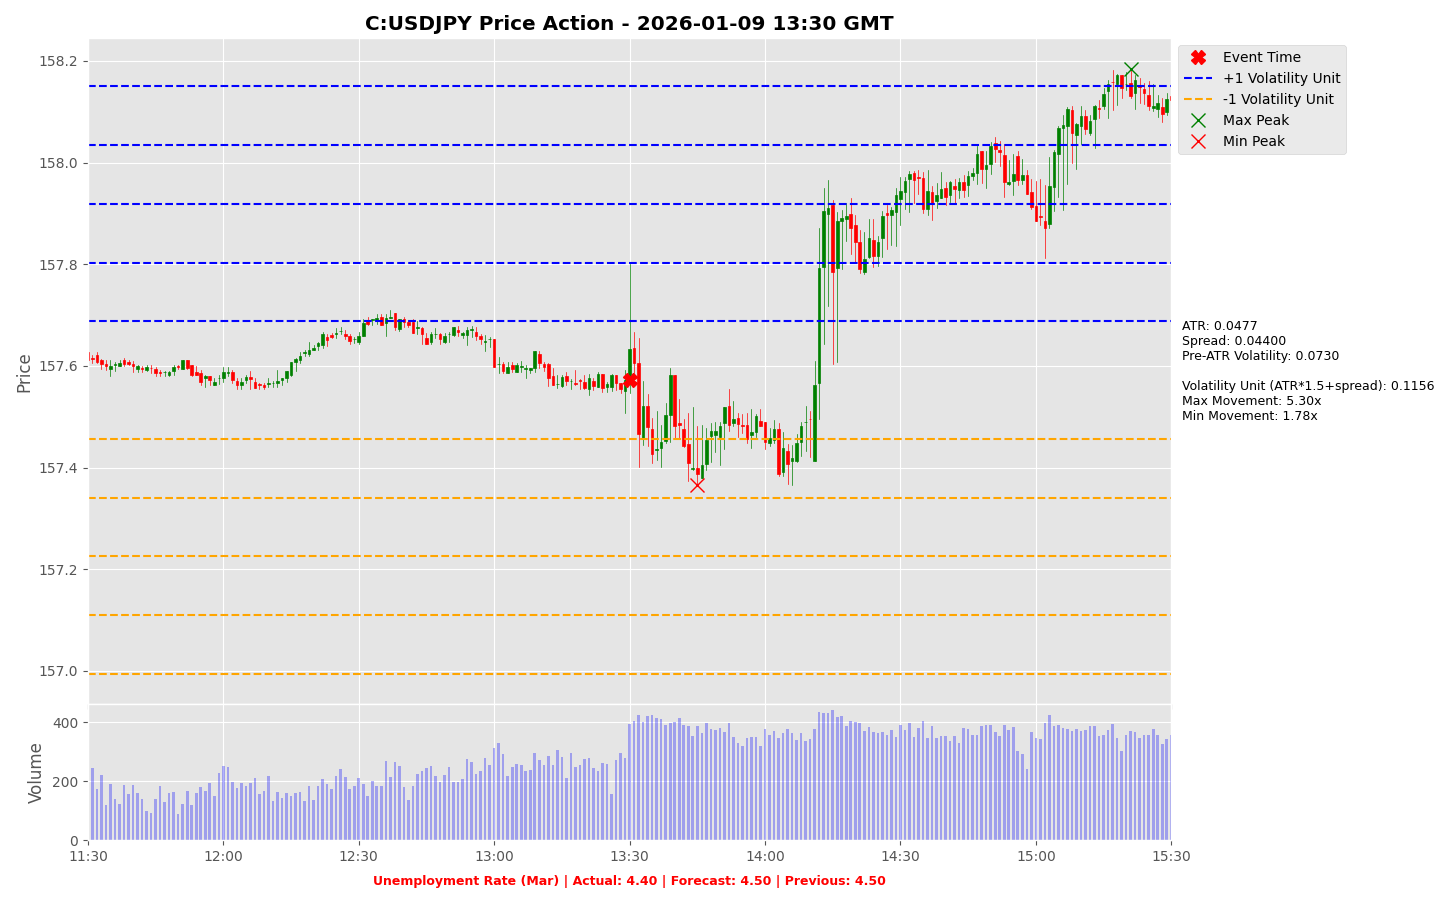 C:USDJPY Price Action - 2026-01-09 13:30 GMT
Event Time
+1 Volatility Unit
-1 Volatility Unit
Max Peak
Min Peak
158.2
158.0
157.8
157.6
157.4
157.2
157.0
Price
ATR: 0.0477
Spread: 0.04400
Pre-ATR Volatility: 0.0730
Volatility Unit (ATR*1.5+spread): 0.1156
Max Movement: 5.30x
Min Movement: 1.78x
400
200
0
Volume
11:30 12:00 12:30 13:00 13:30 14:00 14:30 15:00 15:30
Unemployment Rate (Mar) | Actual: 4.40 | Forecast: 4.50 | Previous: 4.50